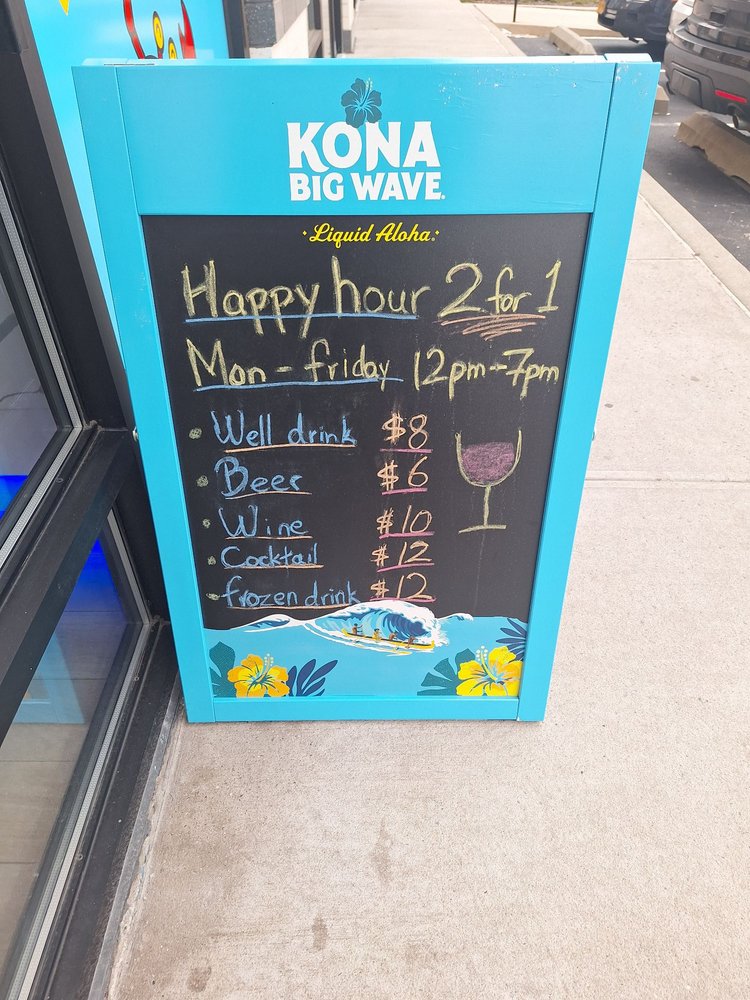 KONA
BIG WAVE®
· Liquid Aloha. ·
Happy hour 2 for 1
Mon - friday 12pm-7pm
• Well drink $8
• Beer $6
• Wine $10
• Cocktail $12
• frozen drink $12